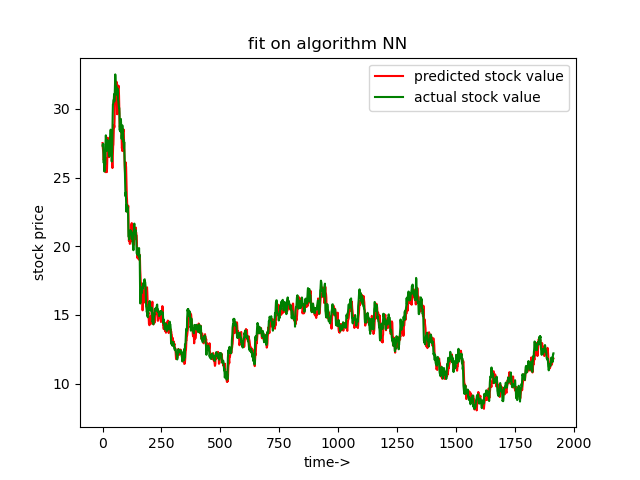 fit on algorithm NN
predicted stock value
actual stock value
stock price
30
25
20
15
10
0 250 500 750 1000 1250 1500 1750 2000
time->